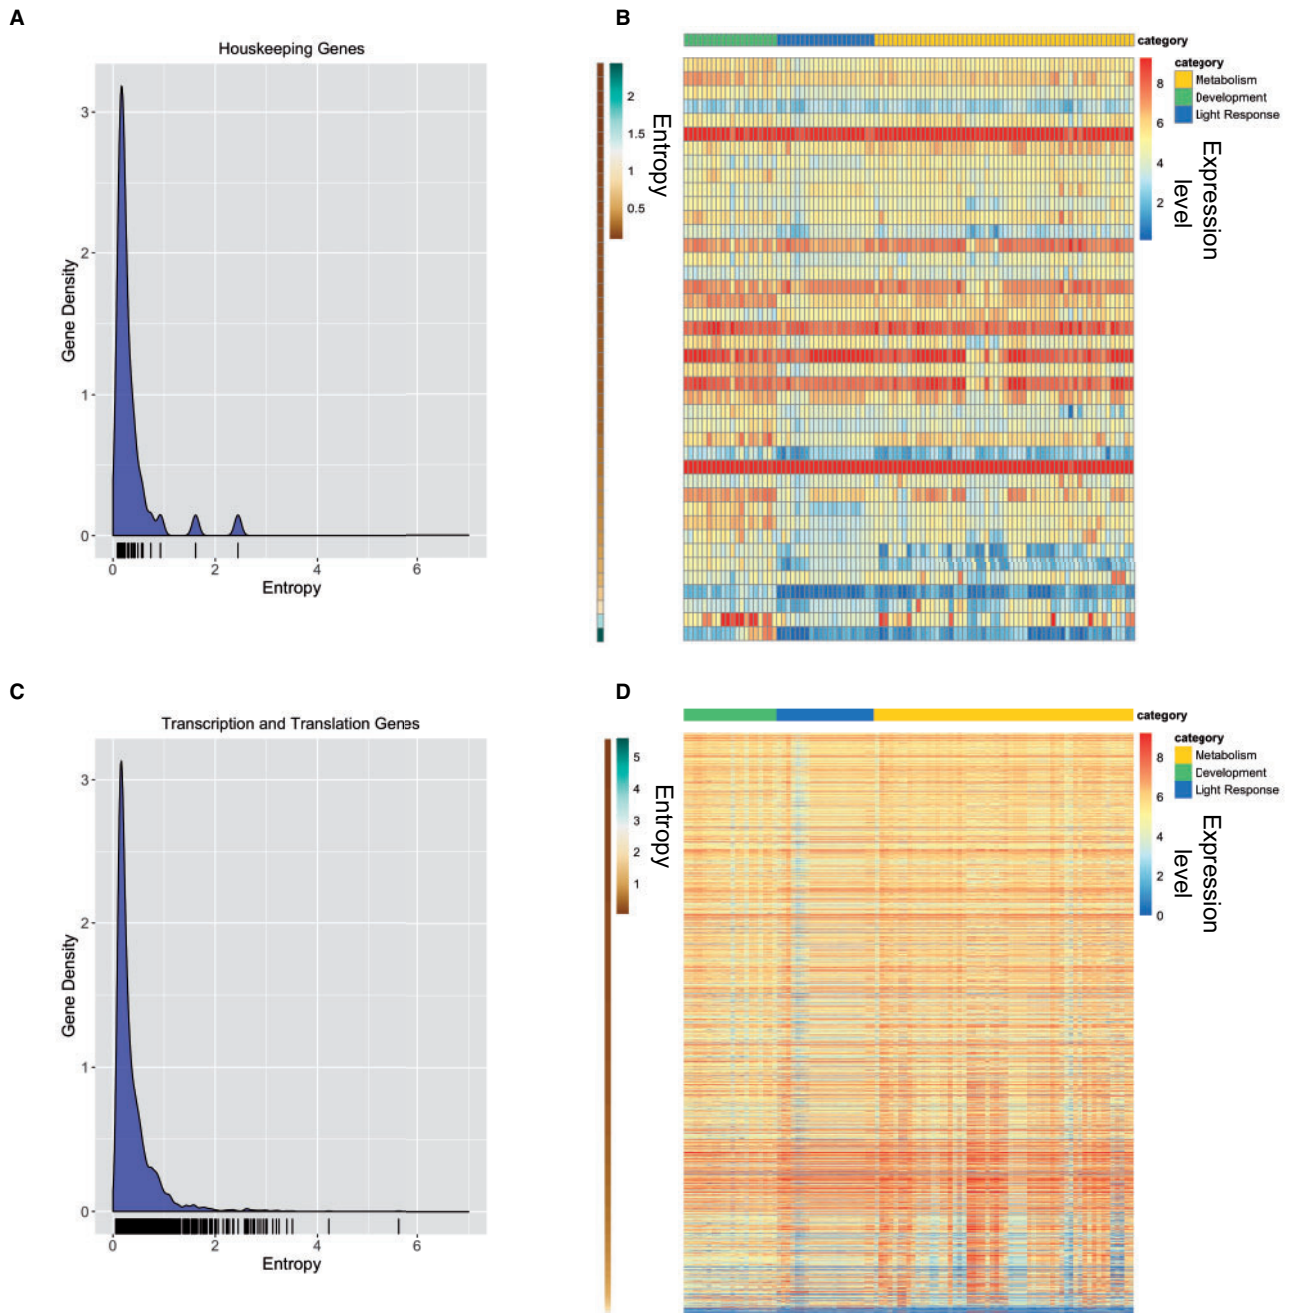 A
Houskeeping Genes
3
2
1
0
Gene Density
0 2 4 6
Entropy
B
category
2
1.5
1
0.5
Entropy
8
6
4
2
Expression
level
category
Metabolism
Development
Light Response
C
Transcription and Translation Genes
3
2
1
0
Gene Density
0 2 4 6
Entropy
D
category
5
4
3
2
1
Entropy
8
6
4
2
0
Expression
level
category
Metabolism
Development
Light Response